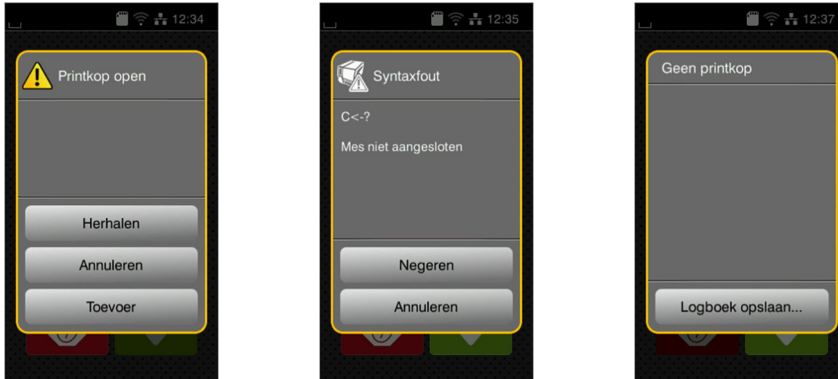 12:34
Printkop open
Herhalen
Annuleren
Toevoer
12:35
Syntaxfout
C<-?
Mes niet aangesloten
Negeren
Annuleren
12:37
Geen printkop
Logboek opslaan...